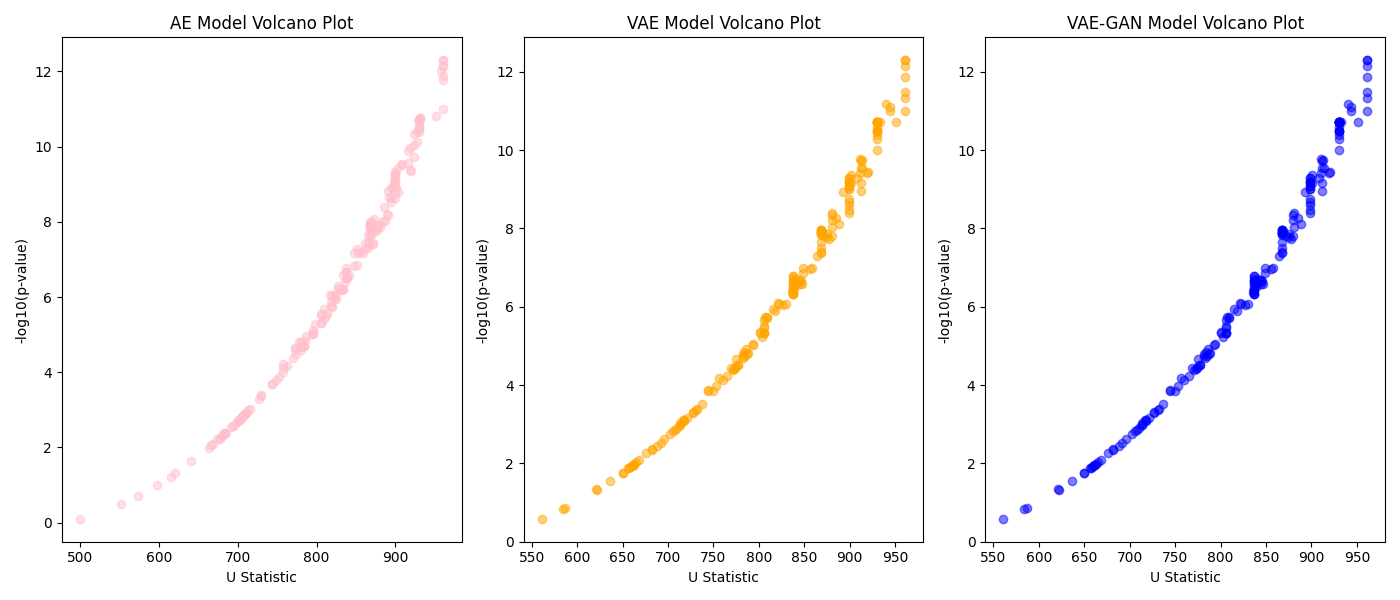 AE Model Volcano Plot
-log10(p-value)
12
10
8
6
4
2
0
500 600 700 800 900
U Statistic
VAE Model Volcano Plot
-log10(p-value)
12
10
8
6
4
2
0
550 600 650 700 750 800 850 900 950
U Statistic
VAE-GAN Model Volcano Plot
-log10(p-value)
12
10
8
6
4
2
0
550 600 650 700 750 800 850 900 950
U Statistic